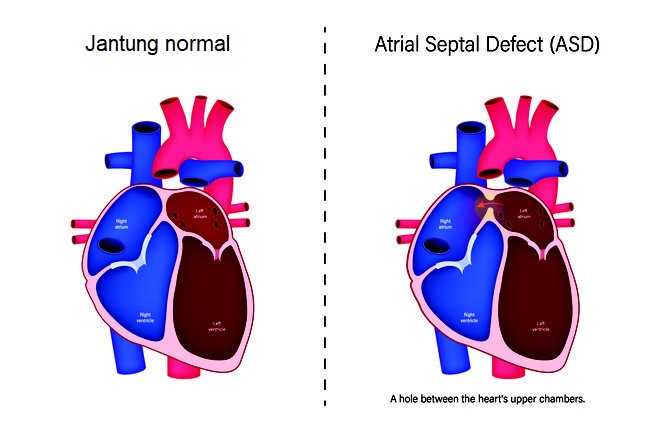 Jantung normal
Atrial Septal Defect (ASD)
Right
atrium
Left
atrium
Right
ventricle
Left
ventricle
Right
atrium
Left
atrium
Right
ventricle
Left
ventricle
A hole between the heart's upper chambers.